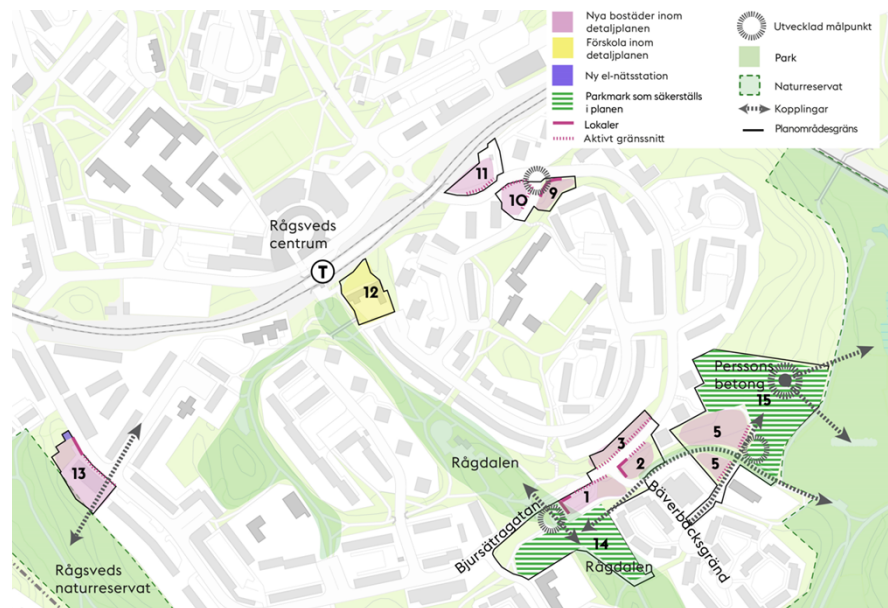 Nya bostäder inom
detaljplanen
Förskola inom
detaljplanen
Ny el-nätsstation
Parkmark som säkerställs
i planen
Lokaler
Aktivt gränssnitt
Utvecklad målpunkt
Park
Naturreservat
Kopplingar
Planområdesgräns
11
10
9
Rågsveds
centrum
T
12
Perssons
betong
15
5
5
3
2
1
13
Rågdalen
Bjursätragatan
Bäverbäcksgränd
14
Rågdalen
Rågsveds
naturreservat